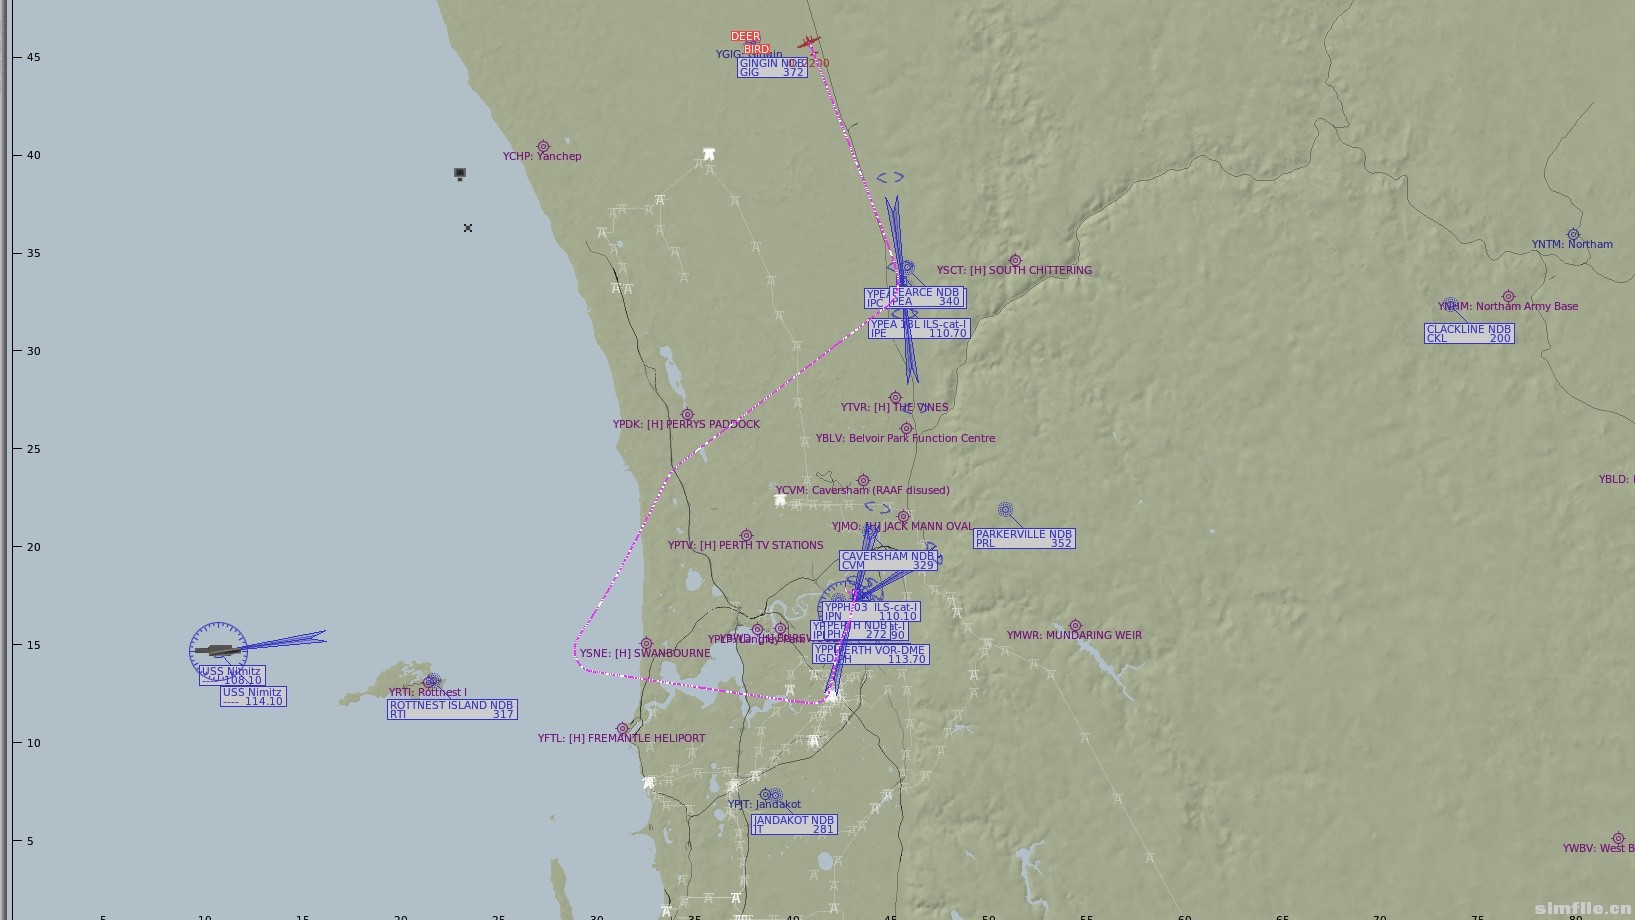 DEER
BIRD
45
YGIG: Gingin
GINGIN NDB
GIG 372
40
YCHP: Yanchep
35
YNTM: Northam
YSCT: [H] SOUTH CHITTERING
PEARCE NDB
PEA 340
IPC
YNHM: Northam Army Base
YPEA 18L ILS-cat-I
IPE 110.70
CLACKLINE NDB
CKL 200
30
YTVR: [H] THE VINES
YPDK: [H] PERRYS PADDOCK
YBLV: Belvoir Park Function Centre
25
YCVM: Caversham (RAAF disused)
YBLD:
YJMO: [H] JACK MANN OVAL
PARKERVILLE NDB
PRL 352
20
YPTV: [H] PERTH TV STATIONS
CAVERSHAM NDB
CVM 329
YPPH 03 ILS-cat-I
IPN 110.10
PERTH NDB
PH 272
YMWR: MUNDARING WEIR
15
YSNE: [H] SWANBOURNE
PERTH VOR-DME
PH 113.70
IGD
USS Nimitz
---- 108.10
USS Nimitz
---- 114.10
YRTI: Rottnest I
ROTTNEST ISLAND NDB
RTI 317
10
YFTL: [H] FREMANTLE HELIPORT
YPJT: Jandakot
JANDAKOT NDB
JT 281
5
YWBV: West B
5 10 15 20 25 30 35 40 45 50 55 60 65 70 75 80
simfile.cn